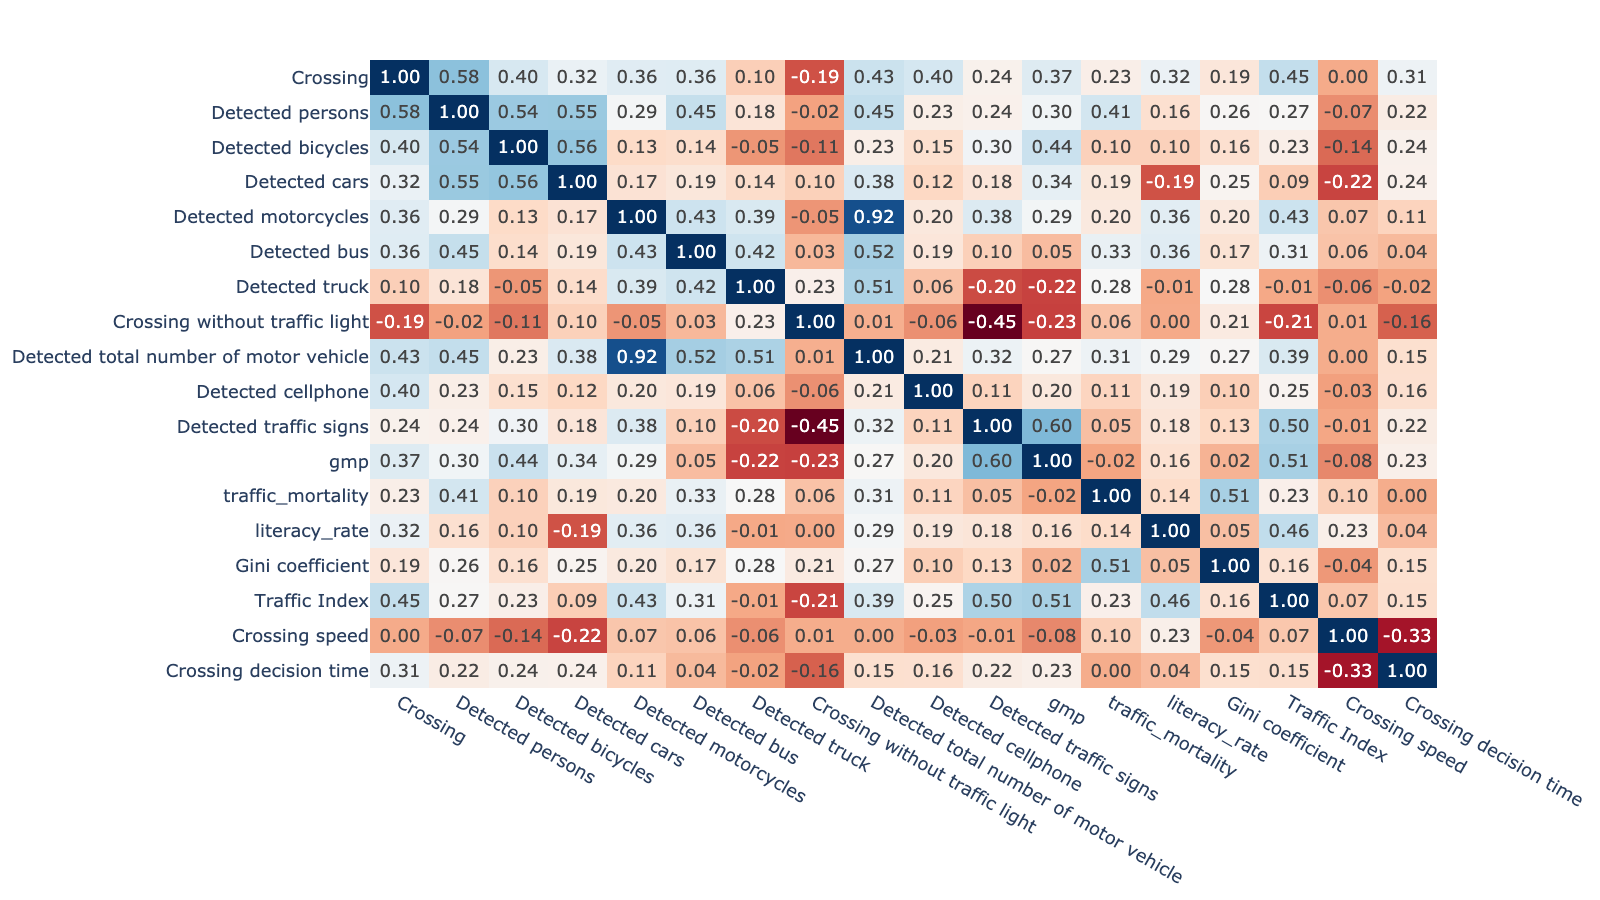 Crossing 1.00 0.58 0.40 0.32 0.36 0.36 0.10 -0.19 0.43 0.40 0.24 0.37 0.23 0.32 0.19 0.45 0.00 0.31
Detected persons 0.58 1.00 0.54 0.55 0.29 0.45 0.18 -0.02 0.45 0.23 0.24 0.30 0.41 0.16 0.26 0.27 -0.07 0.22
Detected bicycles 0.40 0.54 1.00 0.56 0.13 0.14 -0.05 -0.11 0.23 0.15 0.30 0.44 0.10 0.10 0.16 0.23 -0.14 0.24
Detected cars 0.32 0.55 0.56 1.00 0.17 0.19 0.14 0.10 0.38 0.12 0.18 0.34 0.19 -0.19 0.25 0.09 -0.22 0.24
Detected motorcycles 0.36 0.29 0.13 0.17 1.00 0.43 0.39 -0.05 0.92 0.20 0.38 0.29 0.20 0.36 0.20 0.43 0.07 0.11
Detected bus 0.36 0.45 0.14 0.19 0.43 1.00 0.42 0.03 0.52 0.19 0.10 0.05 0.33 0.36 0.17 0.31 0.06 0.04
Detected truck 0.10 0.18 -0.05 0.14 0.39 0.42 1.00 0.23 0.51 0.06 -0.20 -0.22 0.28 -0.01 0.28 -0.01 -0.06 -0.02
Crossing without traffic light -0.19 -0.02 -0.11 0.10 -0.05 0.03 0.23 1.00 0.01 -0.06 -0.45 -0.23 0.06 0.00 0.21 -0.21 0.01 -0.16
Detected total number of motor vehicle 0.43 0.45 0.23 0.38 0.92 0.52 0.51 0.01 1.00 0.21 0.32 0.27 0.31 0.29 0.27 0.39 0.00 0.15
Detected cellphone 0.40 0.23 0.15 0.12 0.20 0.19 0.06 -0.06 0.21 1.00 0.11 0.20 0.11 0.19 0.10 0.25 -0.03 0.16
Detected traffic signs 0.24 0.24 0.30 0.18 0.38 0.10 -0.20 -0.45 0.32 0.11 1.00 0.60 0.05 0.18 0.13 0.50 -0.01 0.22
gmp 0.37 0.30 0.44 0.34 0.29 0.05 -0.22 -0.23 0.27 0.20 0.60 1.00 -0.02 0.16 0.02 0.51 -0.08 0.23
traffic_mortality 0.23 0.41 0.10 0.19 0.20 0.33 0.28 0.06 0.31 0.11 0.05 -0.02 1.00 0.14 0.51 0.23 0.10 0.00
literacy_rate 0.32 0.16 0.10 -0.19 0.36 0.36 -0.01 0.00 0.29 0.19 0.18 0.16 0.14 1.00 0.05 0.46 0.23 0.04
Gini coefficient 0.19 0.26 0.16 0.25 0.20 0.17 0.28 0.21 0.27 0.10 0.13 0.02 0.51 0.05 1.00 0.16 -0.04 0.15
Traffic Index 0.45 0.27 0.23 0.09 0.43 0.31 -0.01 -0.21 0.39 0.25 0.50 0.51 0.23 0.46 0.16 1.00 0.07 0.15
Crossing speed 0.00 -0.07 -0.14 -0.22 0.07 0.06 -0.06 0.01 0.00 -0.03 -0.01 -0.08 0.10 0.23 -0.04 0.07 1.00 -0.33
Crossing decision time 0.31 0.22 0.24 0.24 0.11 0.04 -0.02 -0.16 0.15 0.16 0.22 0.23 0.00 0.04 0.15 0.15 -0.33 1.00
Crossing
Detected persons
Detected bicycles
Detected cars
Detected motorcycles
Detected bus
Detected truck
Crossing without traffic light
Detected total number of motor vehicle
Detected cellphone
Detected traffic signs
gmp
traffic_mortality
literacy_rate
Gini coefficient
Traffic Index
Crossing speed
Crossing decision time